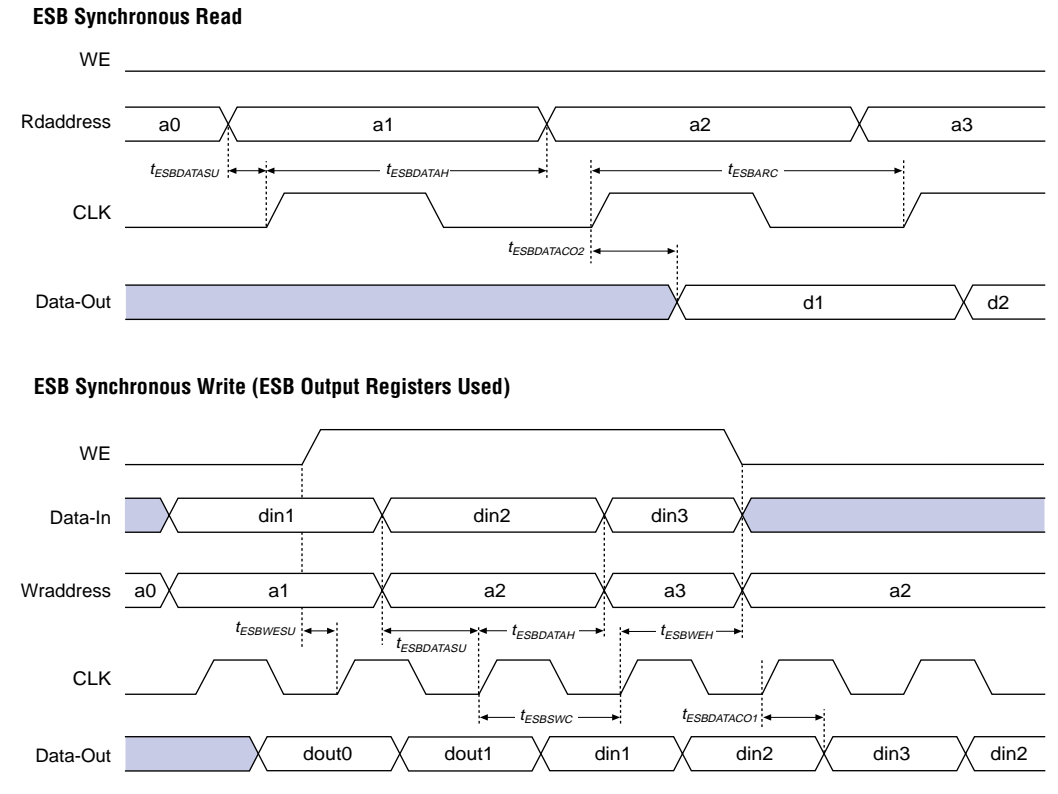 ESB Synchronous Read
WE
Rdaddress a0 a1 a2 a3
tESBDATASU tESBDATAH tESBARC
CLK
tESBDATACO2
Data-Out d1 d2
ESB Synchronous Write (ESB Output Registers Used)
WE
Data-In din1 din2 din3
Wraddress a0 a1 a2 a3 a2
tESBWESU tESBDATASU tESBDATAH tESBWEH
CLK
tESBSWC tESBDATACO1
Data-Out dout0 dout1 din1 din2 din3 din2